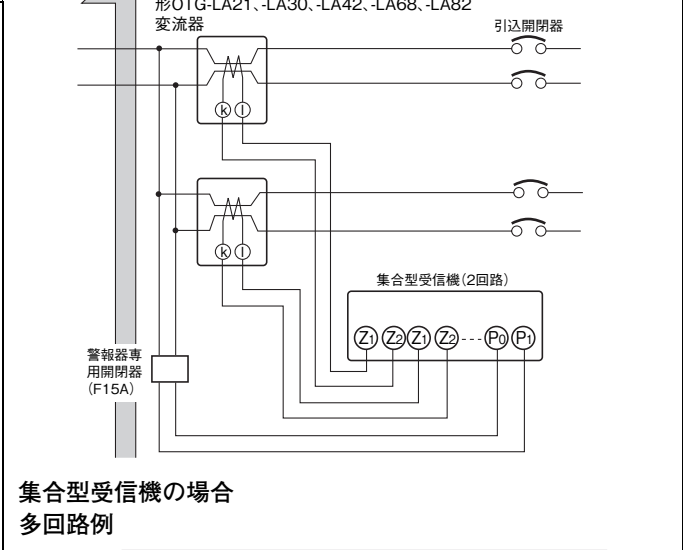 形OTG-LA21、-LA30、-LA42、-LA68、-LA82
変流器
引込開閉器
k l
k l
集合型受信機(2回路)
Z1 Z2 Z1 Z2 P0 P1
警報器専
用開閉器
(F15A)
集合型受信機の場合
多回路例